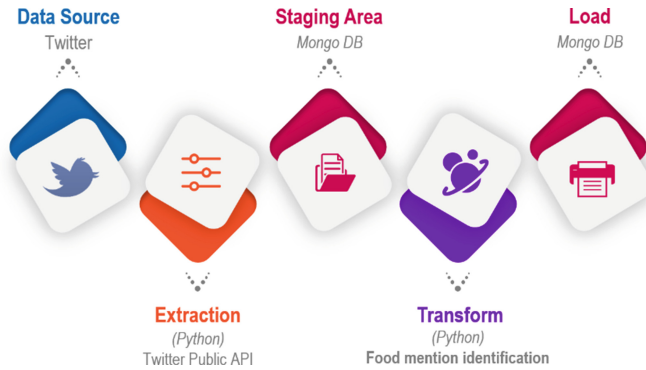 Data Source
Twitter
Staging Area
Mongo DB
Load
Mongo DB
Extraction
(Python)
Twitter Public API
Transform
(Python)
Food mention identification